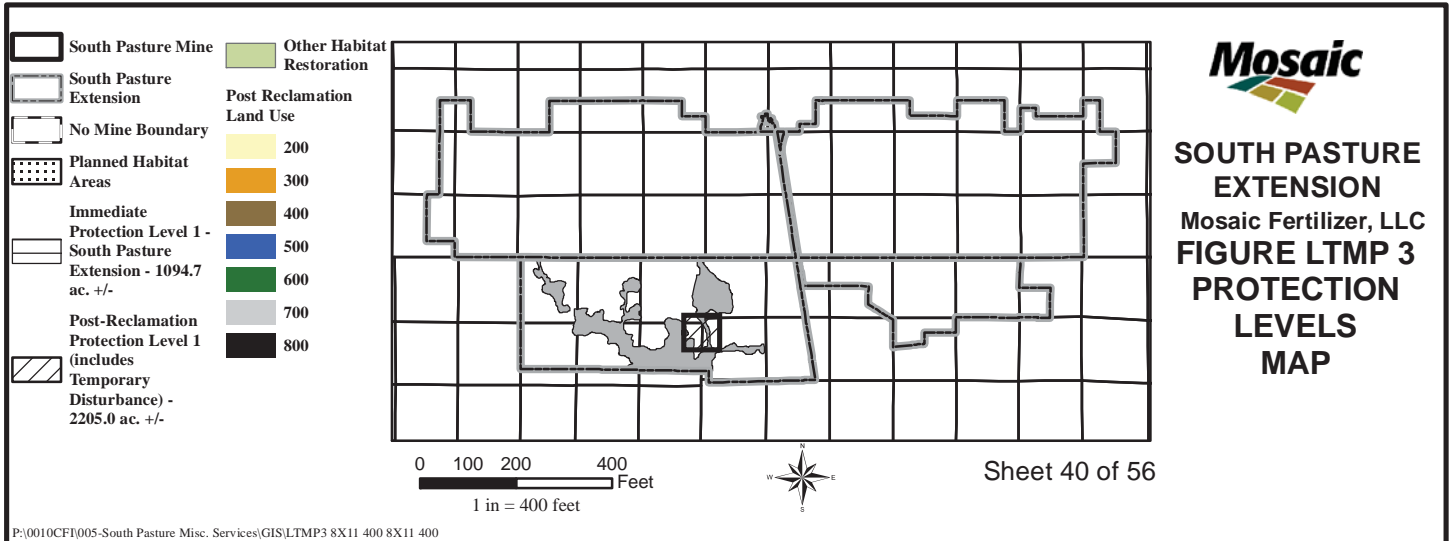 South Pasture Mine
South Pasture
Extension
No Mine Boundary
Planned Habitat
Areas
Immediate
Protection Level 1 -
South Pasture
Extension - 1094.7
ac. +/-
Post-Reclamation
Protection Level 1
(includes
Temporary
Disturbance) -
2205.0 ac. +/-
Other Habitat
Restoration
Post Reclamation
Land Use
200
300
400
500
600
700
800
0 100 200 400
Feet
1 in = 400 feet
N
W E
S
Sheet 40 of 56
Mosaic
SOUTH PASTURE
EXTENSION
Mosaic Fertilizer, LLC
FIGURE LTMP 3
PROTECTION
LEVELS
MAP
P:\0010CFI\005-South Pasture Misc. Services\GIS\LTMP3 8X11 400 8X11 400